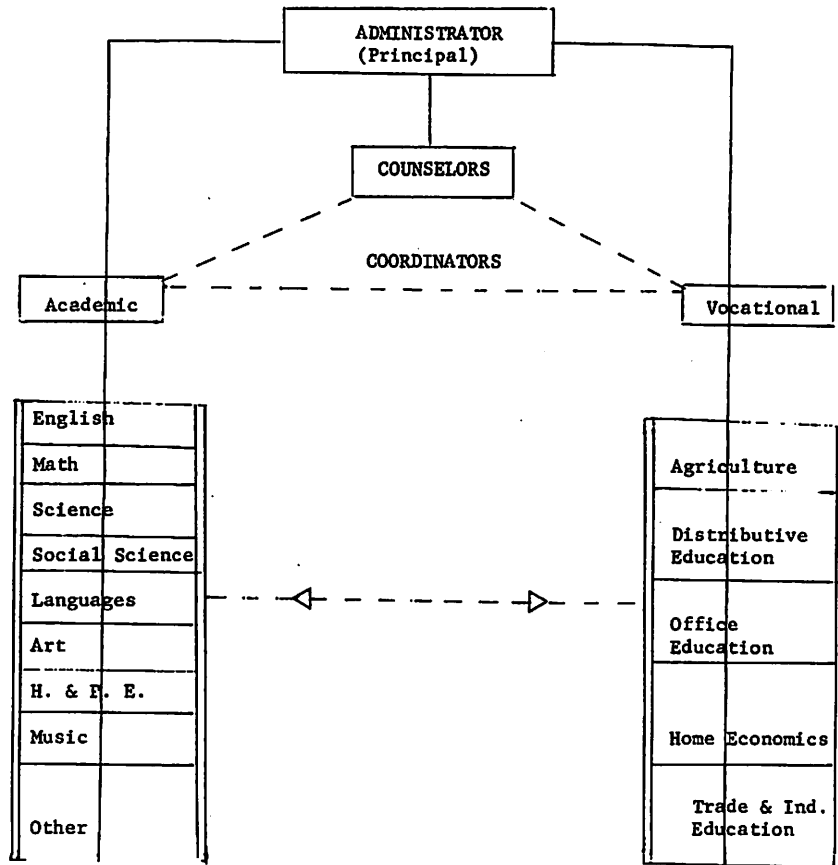 ADMINISTRATOR
(Principal)
COUNSELORS
COORDINATORS
Academic
Vocational
English
Math
Science
Social Science
Languages
Art
H. & P. E.
Music
Other
Agriculture
Distributive
Education
Office
Education
Home Economics
Trade & Ind.
Education